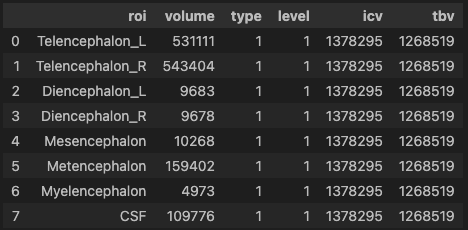 roi volume type level icv tbv
0 Telencephalon_L 531111 1 1 1378295 1268519
1 Telencephalon_R 543404 1 1 1378295 1268519
2 Diencephalon_L 9683 1 1 1378295 1268519
3 Diencephalon_R 9678 1 1 1378295 1268519
4 Mesencephalon 10268 1 1 1378295 1268519
5 Metencephalon 159402 1 1 1378295 1268519
6 Myelencephalon 4973 1 1 1378295 1268519
7 CSF 109776 1 1 1378295 1268519